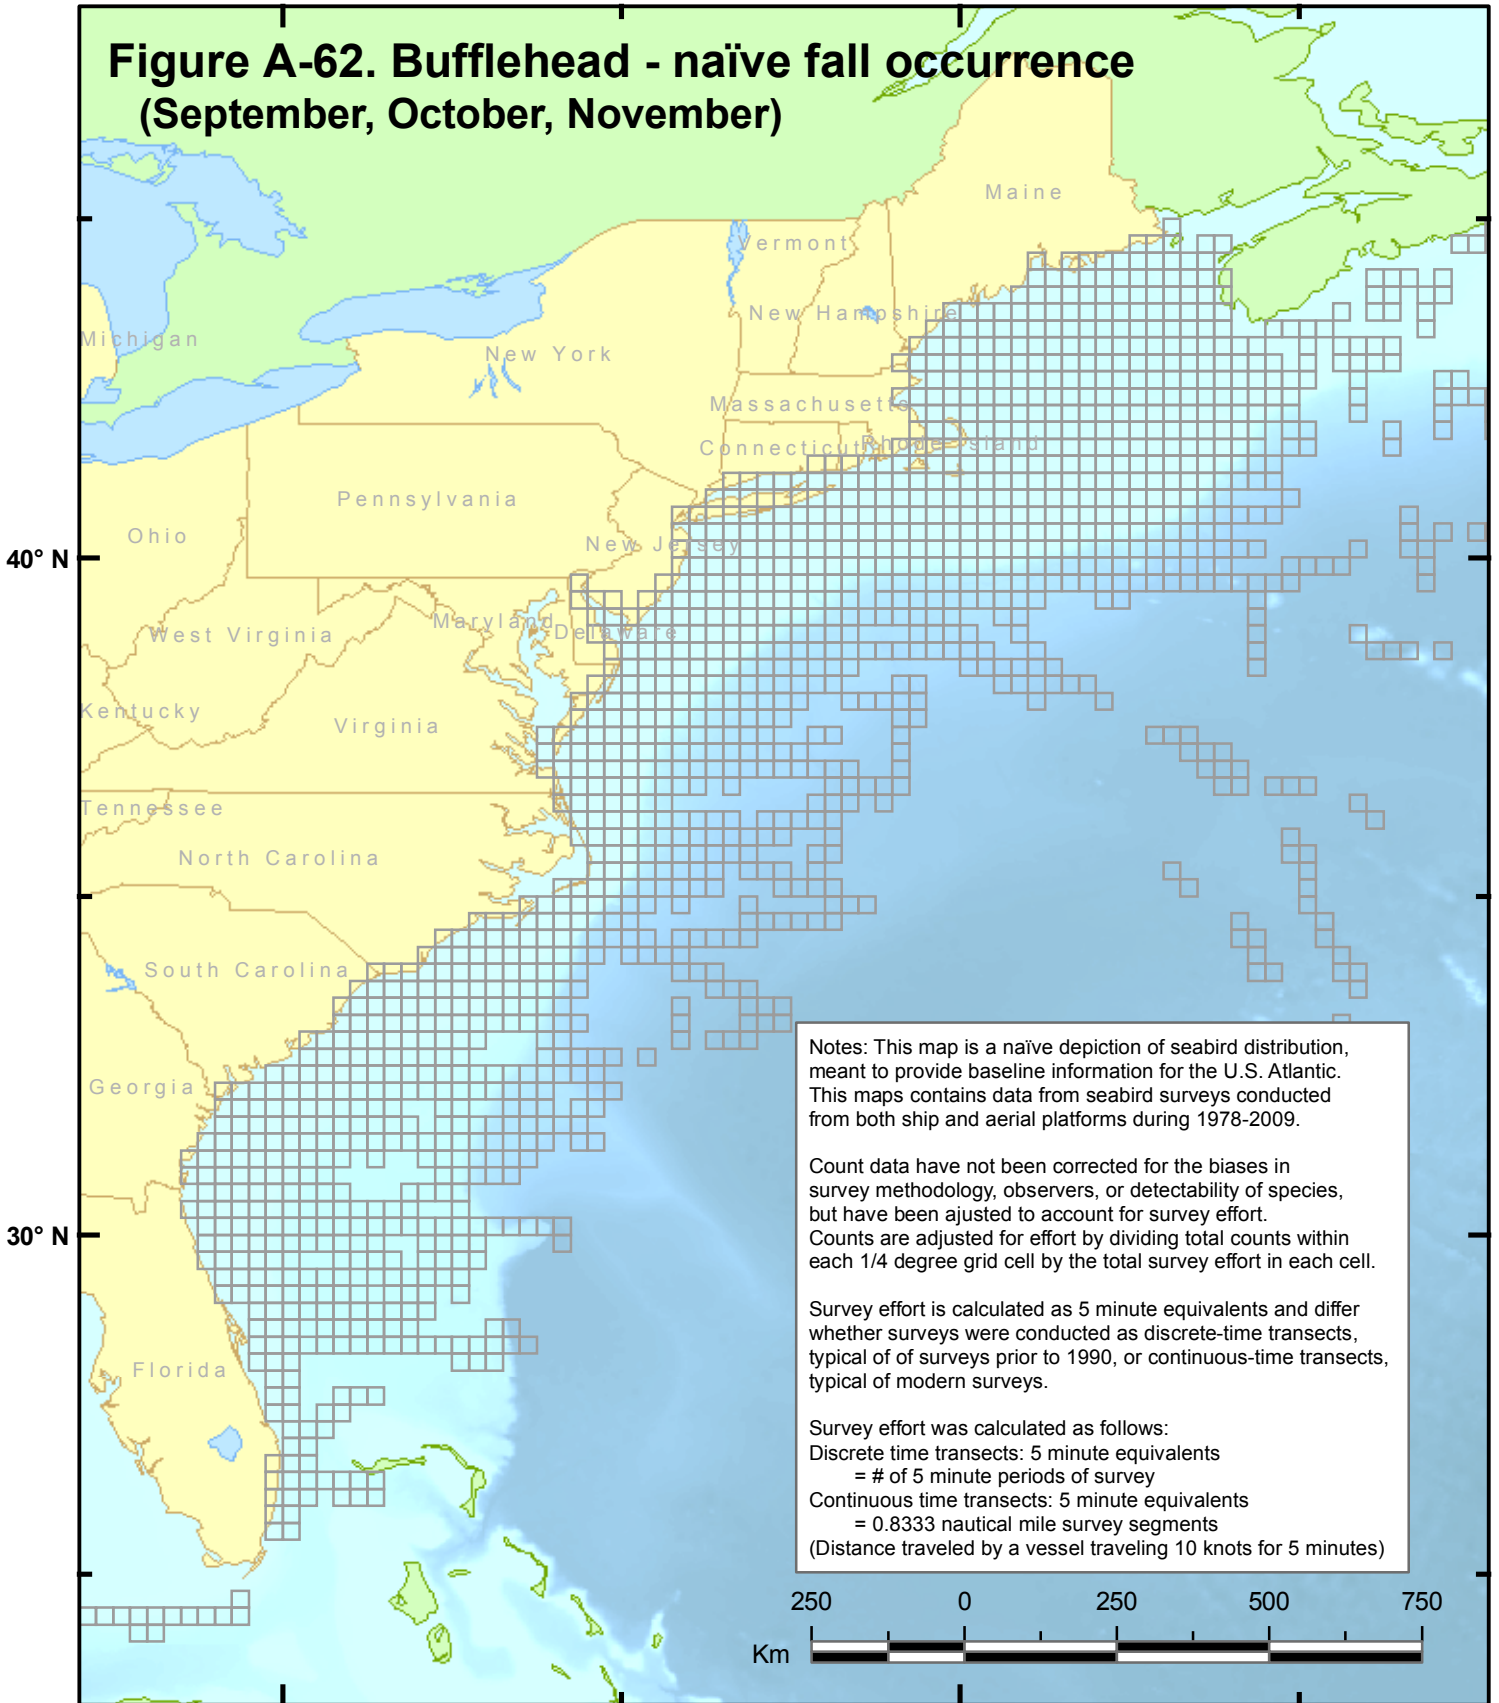 Figure A-62. Bufflehead - naïve fall occurrence
(September, October, November)
Maine
Vermont
New Hampshire
Michigan
New York
Massachusetts
Connecticut
Rhode Island
Pennsylvania
Ohio
New Jersey
40° N
Maryland
Delaware
West Virginia
Kentucky
Virginia
Tennessee
North Carolina
South Carolina
Georgia
30° N
Florida
Notes: This map is a naïve depiction of seabird distribution,
meant to provide baseline information for the U.S. Atlantic.
This maps contains data from seabird surveys conducted
from both ship and aerial platforms during 1978-2009.
Count data have not been corrected for the biases in
survey methodology, observers, or detectability of species,
but have been ajusted to account for survey effort.
Counts are adjusted for effort by dividing total counts within
each 1/4 degree grid cell by the total survey effort in each cell.
Survey effort is calculated as 5 minute equivalents and differ
whether surveys were conducted as discrete-time transects,
typical of of surveys prior to 1990, or continuous-time transects,
typical of modern surveys.
Survey effort was calculated as follows:
Discrete time transects: 5 minute equivalents
= # of 5 minute periods of survey
Continuous time transects: 5 minute equivalents
= 0.8333 nautical mile survey segments
(Distance traveled by a vessel traveling 10 knots for 5 minutes)
250 0 250 500 750
Km